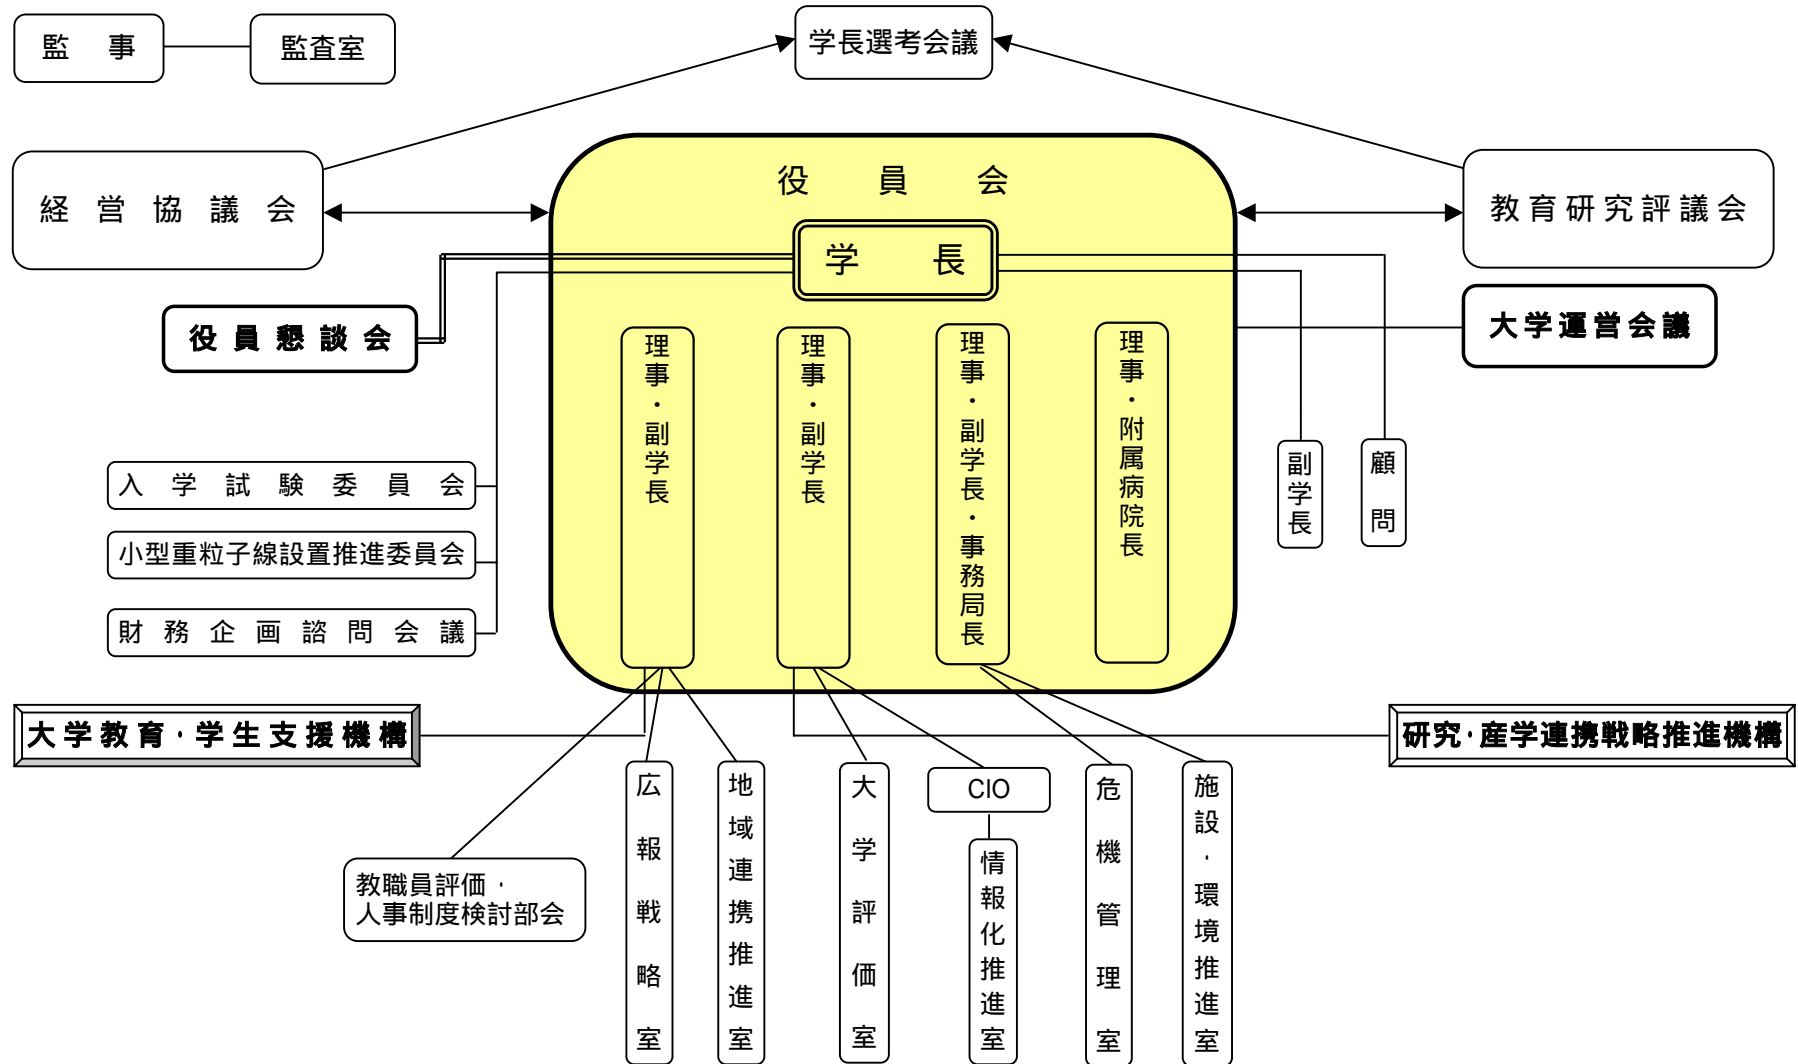 監事
監査室
学長選考会議
経営協議会
役員会
教育研究評議会
学長
役員懇談会
大学運営会議
理事・副学長
理事・副学長
理事・副学長・事務局長
理事・附属病院長
副学長
顧問
入学試験委員会
小型重粒子線設置推進委員会
財務企画諮問会議
大学教育・学生支援機構
研究・産学連携戦略推進機構
教職員評価・
人事制度検討部会
広報戦略室
地域連携推進室
大学評価室
CIO
情報化推進室
危機管理室
施設・環境推進室